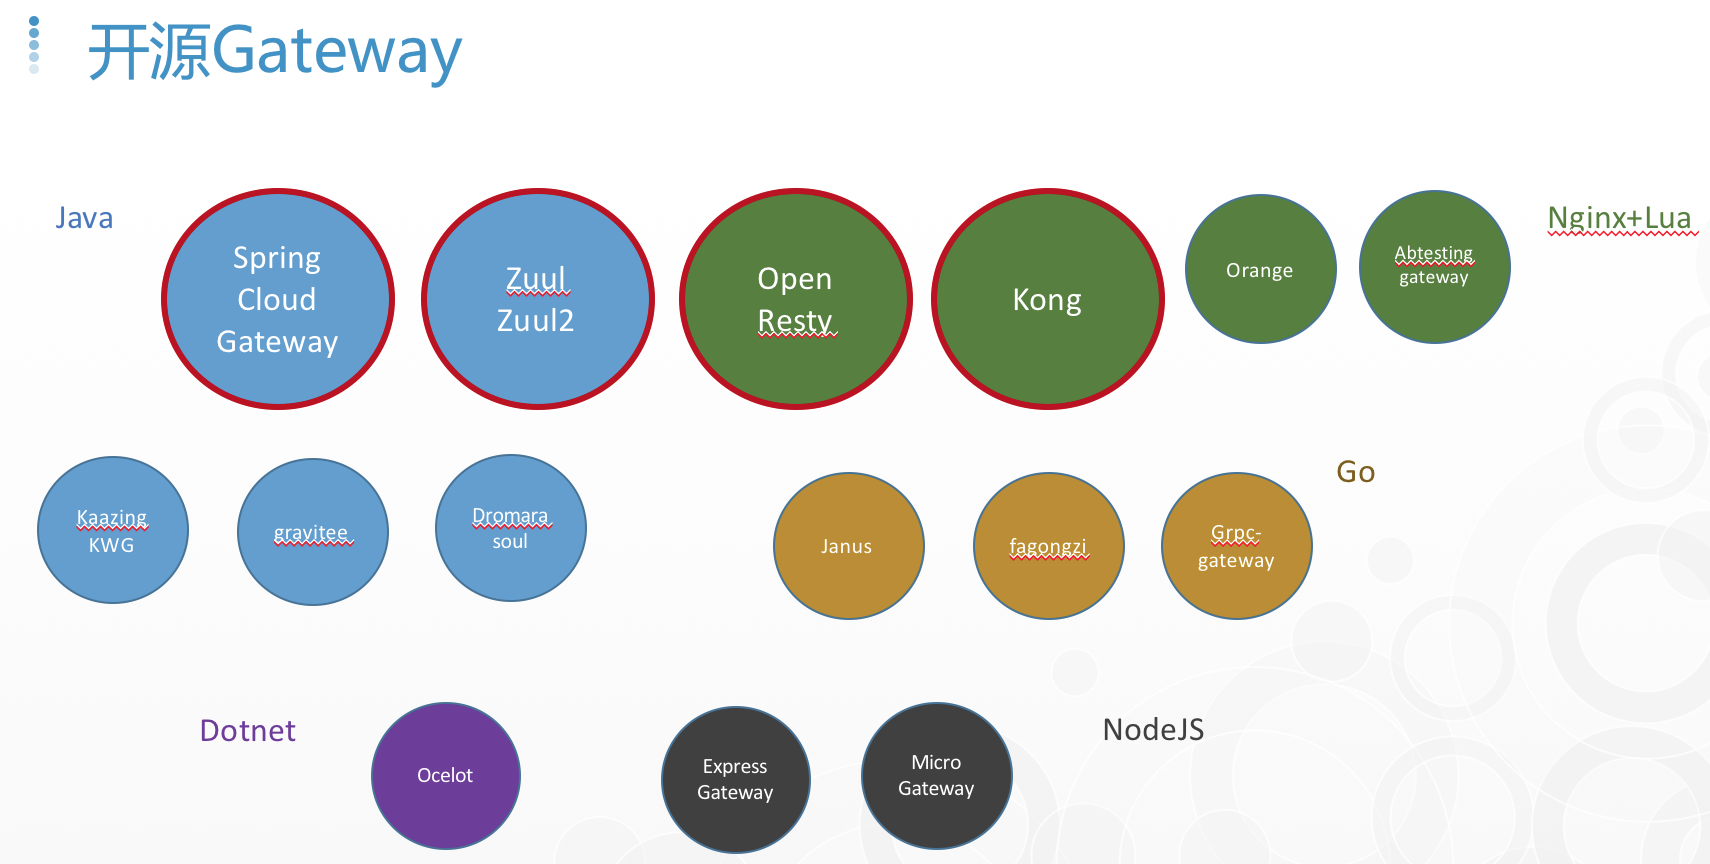 开源Gateway
Java
Spring
Cloud
Gateway
Zuul
Zuul2
Open
Resty
Kong
Orange
Abtesting
gateway
Nginx+Lua
Kaazing
KWG
gravitee
Dromara
soul
Janus
fagongzi
Grpc-
gateway
Go
Dotnet
Ocelot
Express
Gateway
Micro
Gateway
NodeJS